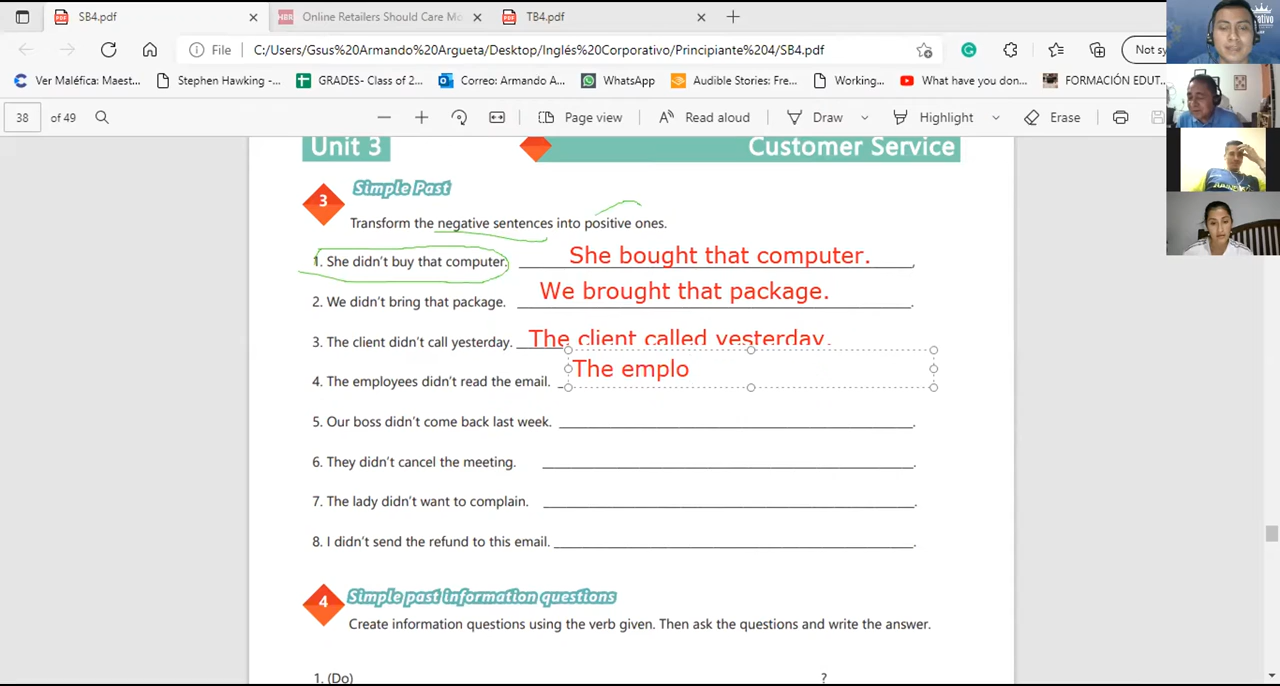 SB4.pdf
HBR Online Retailers Should Care Mo
TB4.pdf
File C:/Users/Gsus%20Armando%20Argueta/Desktop/Inglés%20Corporativo/Principiante%204/SB4.pdf Not sy
Ver Maléfica: Maest... Stephen Hawking -... GRADES- Class of 2... Correo: Armando A... WhatsApp Audible Stories: Fre... Working... What have you don... FORMACIÓN EDUT...
38 of 49 Page view Read aloud Draw Highlight Erase
Unit 3 Customer Service
3 Simple Past
Transform the negative sentences into positive ones.
1. She didn't buy that computer. She bought that computer.
2. We didn't bring that package. We brought that package.
3. The client didn't call yesterday. The client called yesterday.
4. The employees didn't read the email. The emplo
5. Our boss didn't come back last week.
6. They didn't cancel the meeting.
7. The lady didn't want to complain.
8. I didn't send the refund to this email.
4 Simple past information questions
Create information questions using the verb given. Then ask the questions and write the answer.
1. (Do) ?